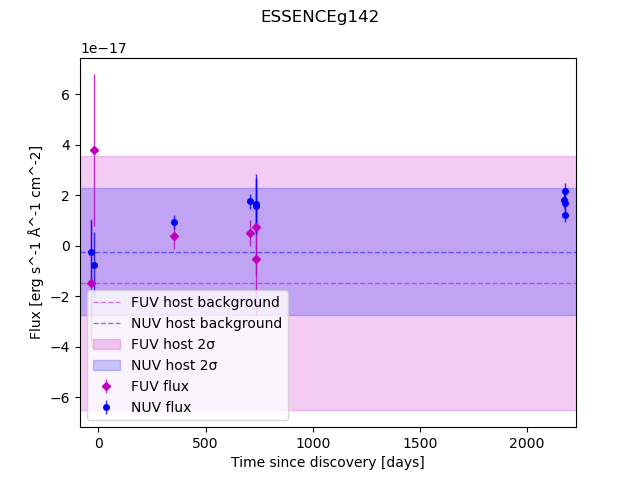 ESSENCEg142
1e−17
6
4
2
0
−2
−4
−6
Flux [erg s^-1 Å^-1 cm^-2]
FUV host background
NUV host background
FUV host 2σ
NUV host 2σ
FUV flux
NUV flux
0 500 1000 1500 2000
Time since discovery [days]